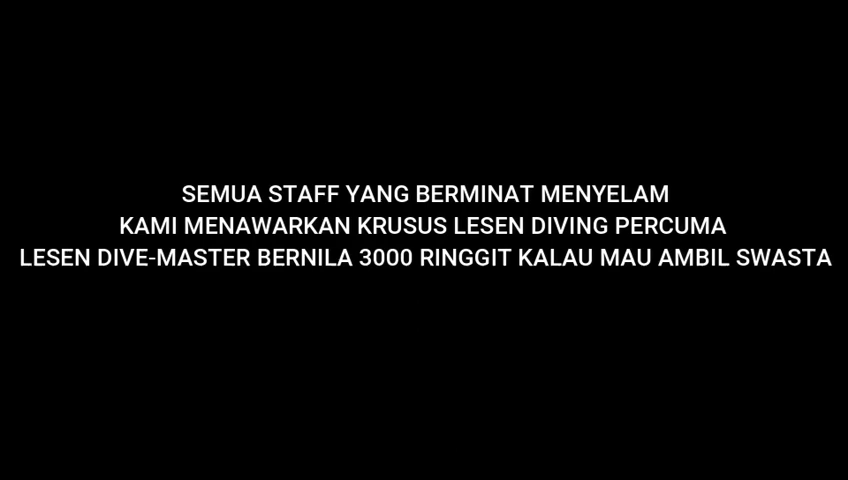 SEMUA STAFF YANG BERMINAT MENYELAM
KAMI MENAWARKAN KRUSUS LESEN DIVING PERCUMA
LESEN DIVE-MASTER BERNILA 3000 RINGGIT KALAU MAU AMBIL SWASTA